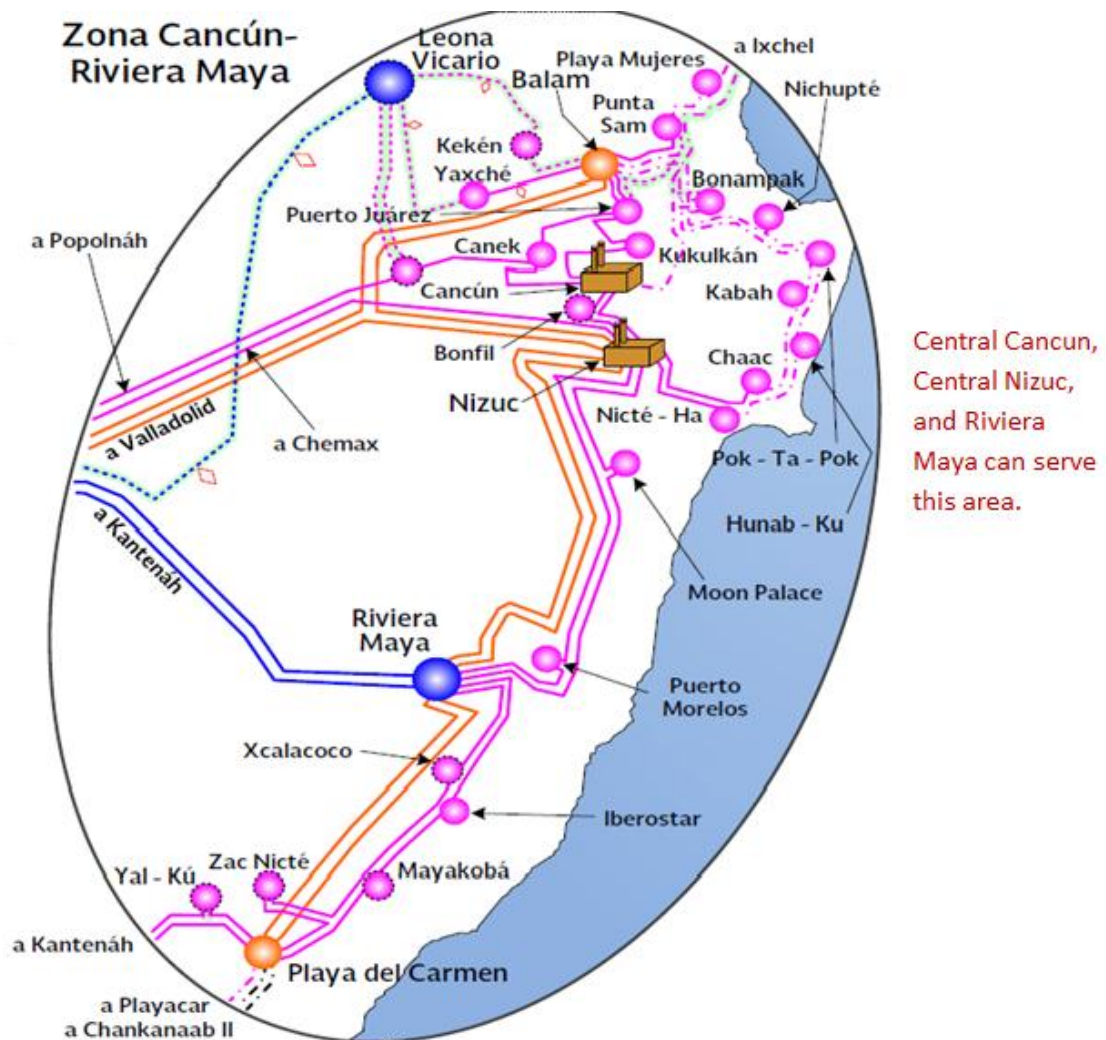 Zona Cancún-
Riviera Maya
Leona
Vicario
Balam
Playa Mujeres
a Ixchel
Punta
Sam
Nichupté
Kekén
Yaxché
Bonampak
Puerto Juárez
a Popolnáh
Canek
Kukulkán
Cancún
Kabah
Bonfil
Chaac
Nizuc
Nicté - Ha
a Valladolid
a Chemax
Pok - Ta - Pok
Hunab - Ku
a Kantenáh
Moon Palace
Riviera
Maya
Puerto
Morelos
Xcalacoco
Iberostar
Zac Nicté
Yal - Kú
Mayakobá
a Kantenáh
Playa del Carmen
a Playacar
a Chankanaab II
Central Cancun,
Central Nizuc,
and Riviera
Maya can serve
this area.